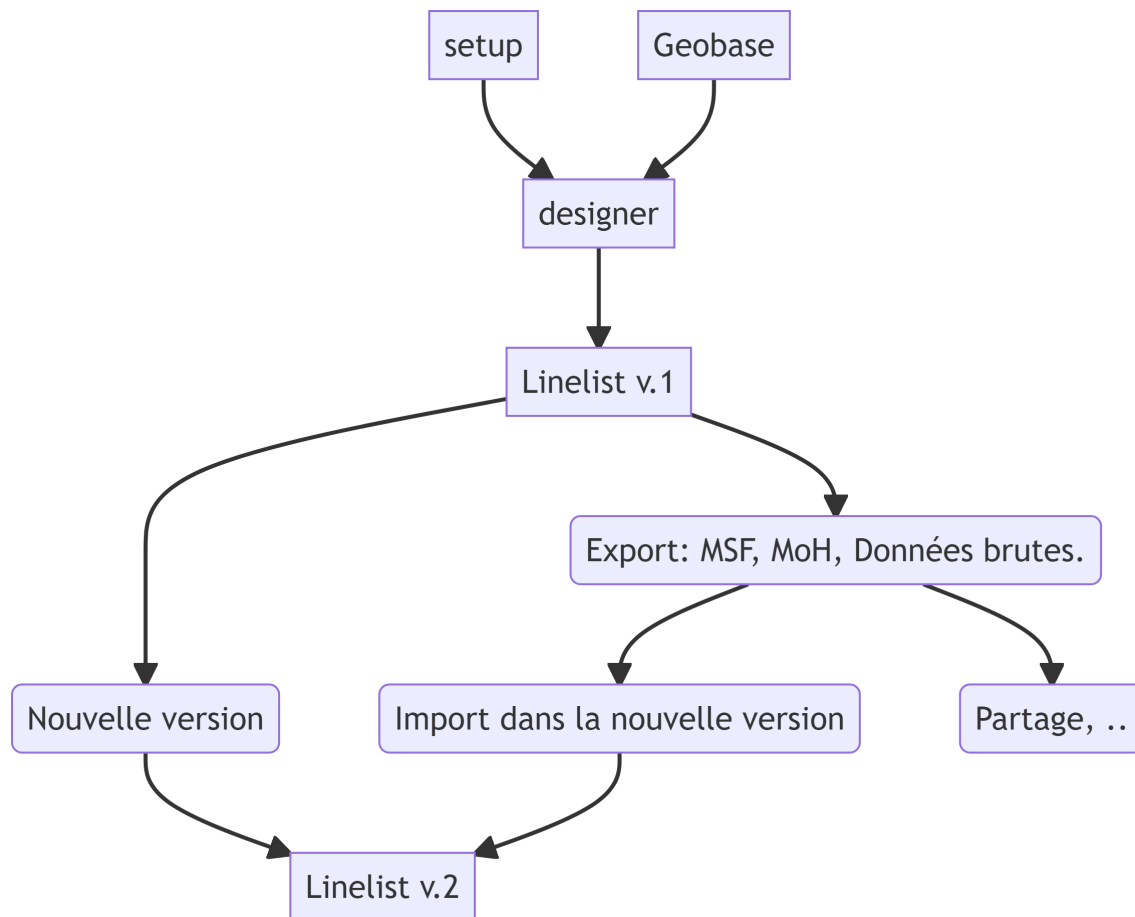 setup
Geobase
designer
Linelist v.1
Export: MSF, MoH, Données brutes.
Nouvelle version
Import dans la nouvelle version
Partage, ..
Linelist v.2